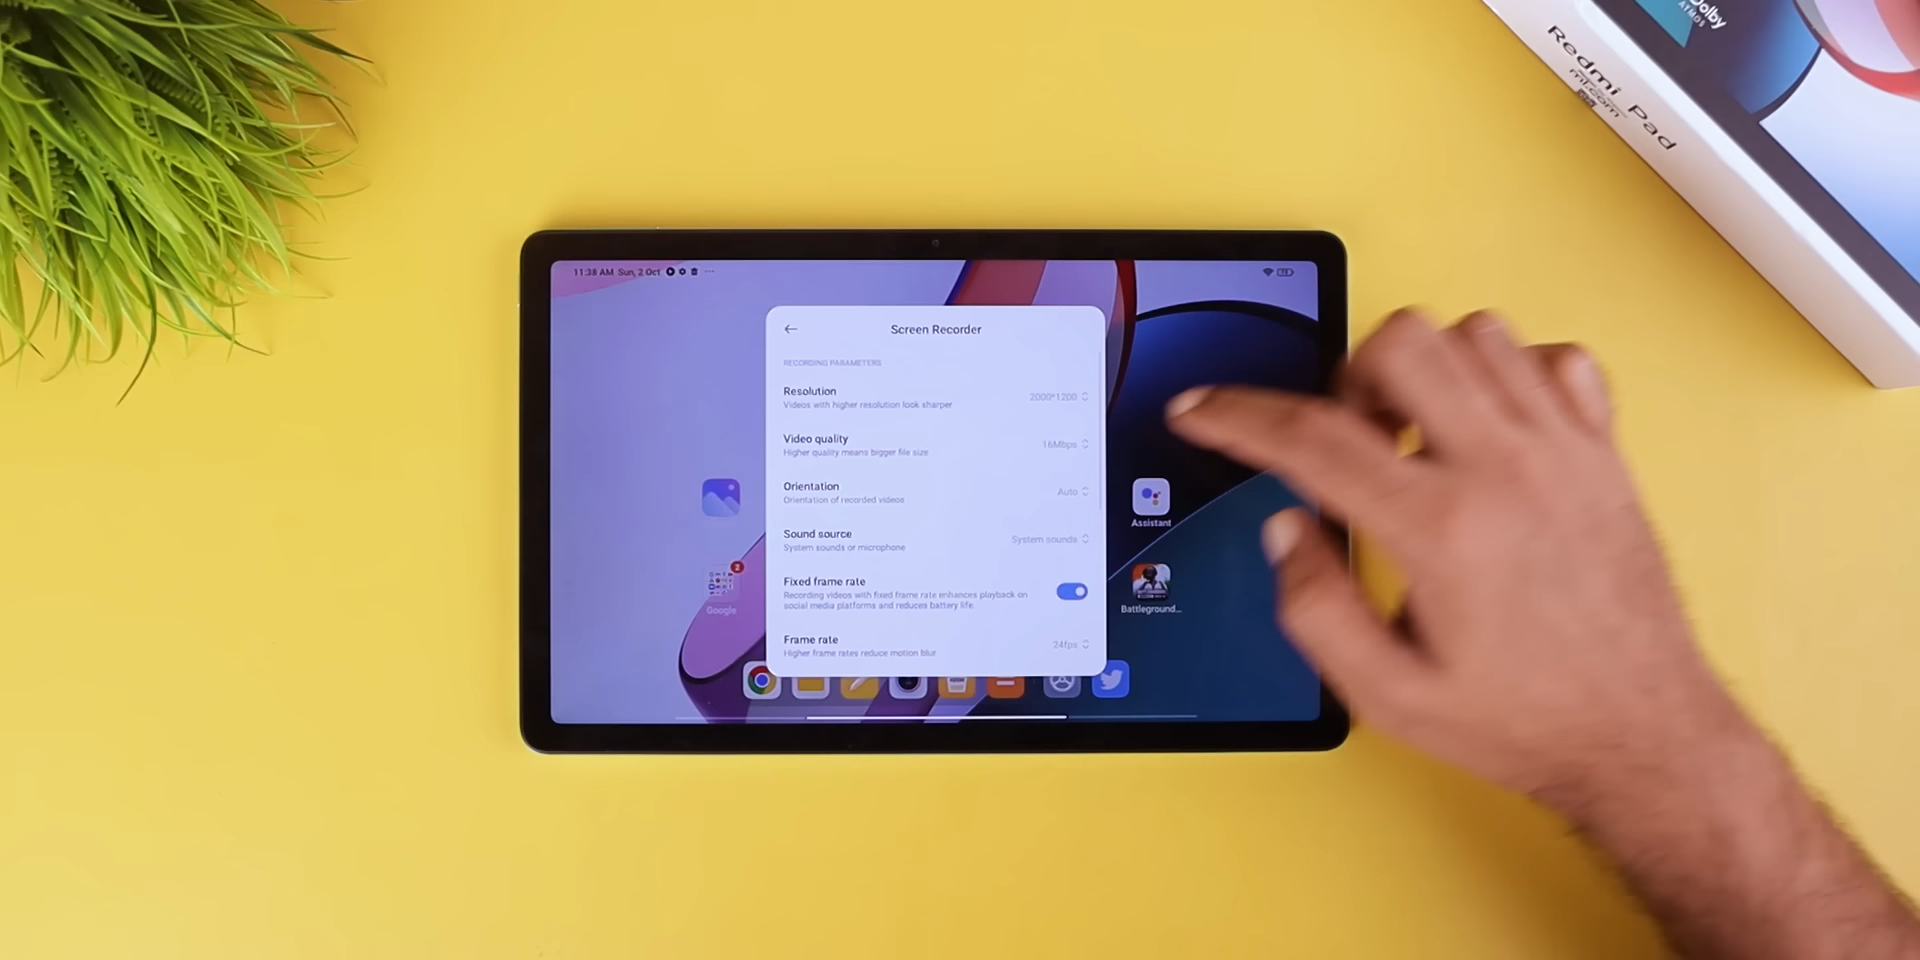 Dolby
ATMOS
Redmi Pad
mi.com
11:38 AM Sun, 2 Oct
Screen Recorder
RECORDING PARAMETERS
Resolution
Videos with higher resolution look sharper
2000*1200
Video quality
Higher quality means bigger file size
16Mbps
Orientation
Orientation of recorded videos
Auto
Sound source
System sounds or microphone
System sounds
Fixed frame rate
Recording videos with fixed frame rate enhances playback on
social media platforms and reduces battery life.
Frame rate
Higher frame rates reduce motion blur
24fps
2
Google
Assistant
Battleground...